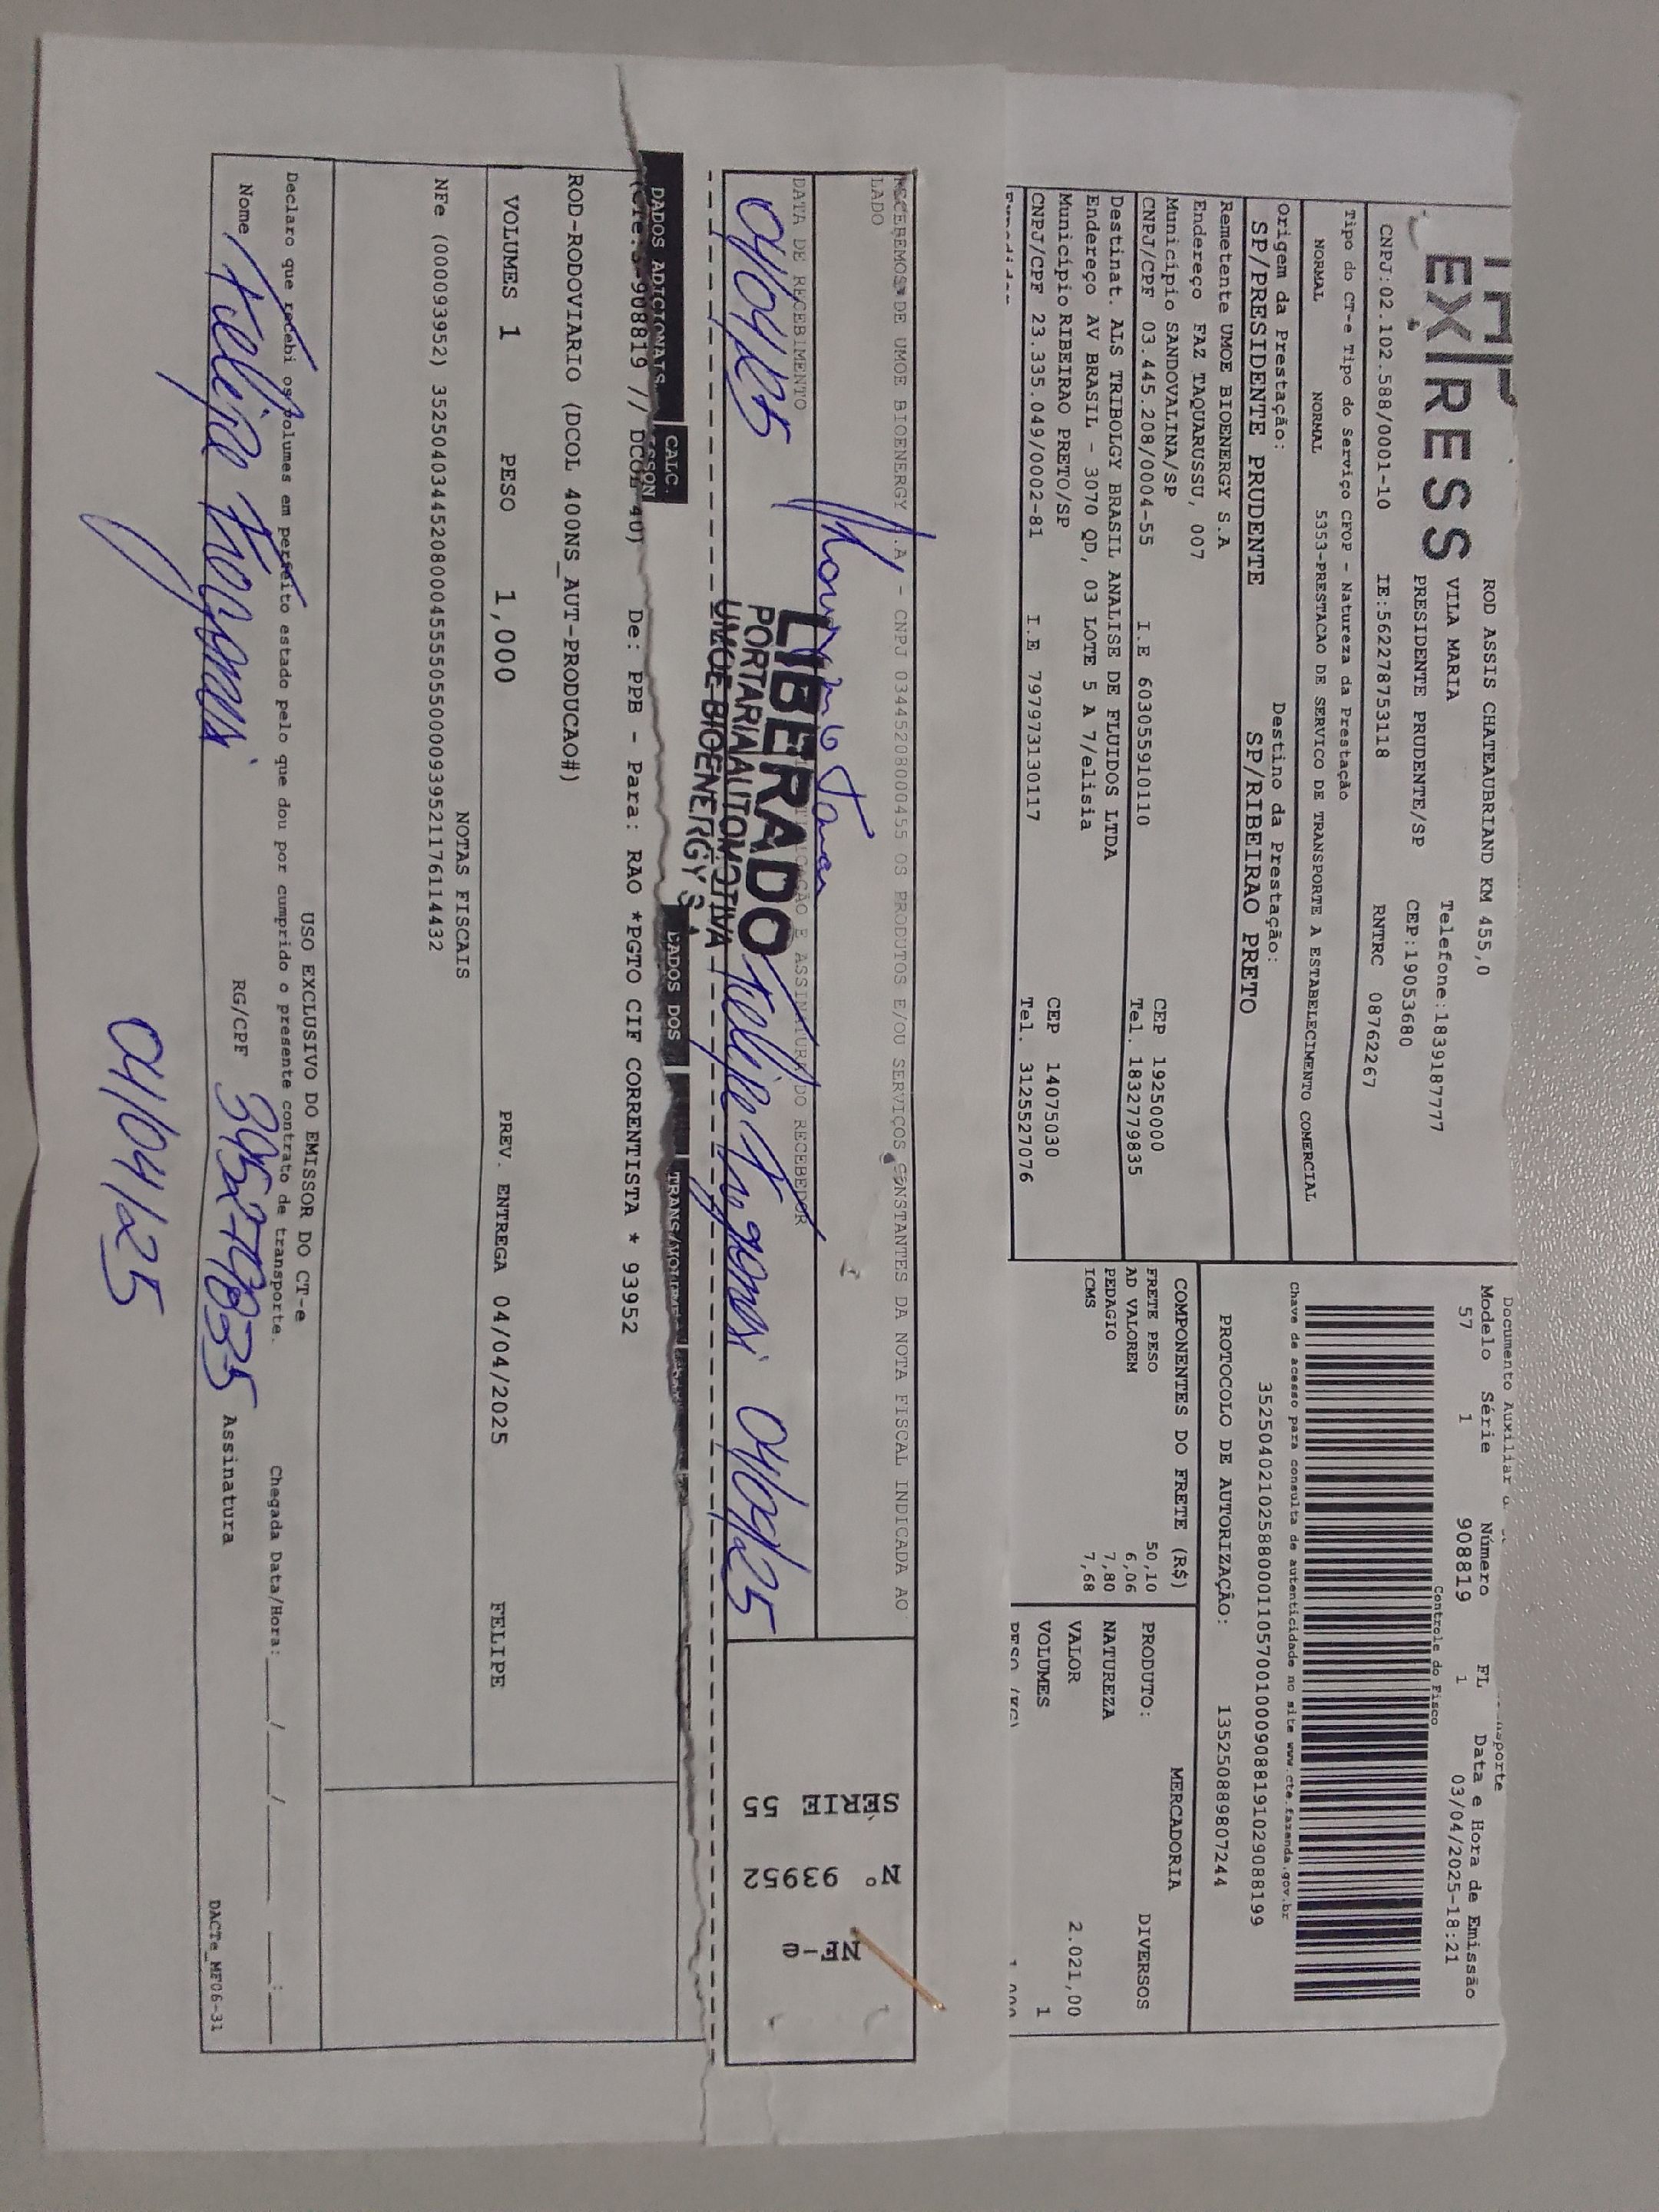 EXPRESS
ROD ASSIS CHATEAUBRIAND KM 455,0
VILA MARIA Telefone:1839187777
PRESIDENTE PRUDENTE/SP CEP:19053680
CNPJ:02.102.588/0001-10 IE:562278753118 RNTRC 08762267
Tipo do CT-e Tipo do Serviço CFOP - Natureza da Prestação
NORMAL NORMAL 5353-PRESTACAO DE SERVICO DE TRANSPORTE A ESTABELECIMENTO COMERCIAL
Origem da Prestação: Destino da Prestação:
SP/PRESIDENTE PRUDENTE SP/RIBEIRAO PRETO
Remetente UMOE BIOENERGY S.A
Endereço FAZ TAQUARUSSU, 007
Município SANDOVALINA/SP CEP 19250000
CNPJ/CPF 03.445.208/0004-55 I.E 603055910110 Tel. 1832779835
Destinat. ALS TRIBOLGY BRASIL ANALISE DE FLUIDOS LTDA
Endereço AV BRASIL - 3070 QD, 03 LOTE 5 A 7/elisia
Município RIBEIRAO PRETO/SP CEP 14075030
CNPJ/CPF 23.335.049/0002-81 I.E 797973130117 Tel. 3125527076
Documento Auxiliar
Modelo Série Número FL Data e Hora de Emissão
57 1 908819 1 03/04/2025-18:21
Controle do Fisco
Chave de acesso para consulta de autenticidade no site www.cte.fazenda.gov.br
35250402102588000110570010009088191029088199
PROTOCOLO DE AUTORIZAÇÃO: 135250889807244
COMPONENTES DO FRETE (R$)
FRETE PESO 50,10
AD VALOREM 6,06
PEDAGIO 7,80
ICMS 7,68
MERCADORIA
PRODUTO: DIVERSOS
NATUREZA
VALOR 2.021,00
VOLUMES 1
RECEBEMOS DE UMOE BIOENERGY S.A - CNPJ 03445208000455 OS PRODUTOS E/OU SERVIÇOS CONSTANTES DA NOTA FISCAL INDICADA AO
LADO
DATA DE RECEBIMENTO
E ASSINATURA DO RECEBEDOR
04/04/25
LIBERADO
PORTARIA AUTOMOTIVA
UMOE BIOENERGY S.A
04/04/25
NF-e
Nº 93952
SÉRIE 55
DADOS ADICIONAIS
CALC.
DADOS DOS
908819 // DCOL 40) De: PPB - Para: RAO *PGTO CIF CORRENTISTA * 93952
ROD-RODOVIARIO (DCOL 400NS_AUT-PRODUCAO#)
VOLUMES 1 PESO 1,000 PREV. ENTREGA 04/04/2025 FELIPE
NOTAS FISCAIS
NFe (000093952) 35250403445208000455550550000939521176114432
USO EXCLUSIVO DO EMISSOR DO CT-e
Declaro que recebi os volumes em perfeito estado pelo que dou por cumprido o presente contrato de transporte. Chegada Data/Hora:____/____/____ ____:____
Nome Felipe RG/CPF Assinatura
DACTe_MF06-31
04/04/25